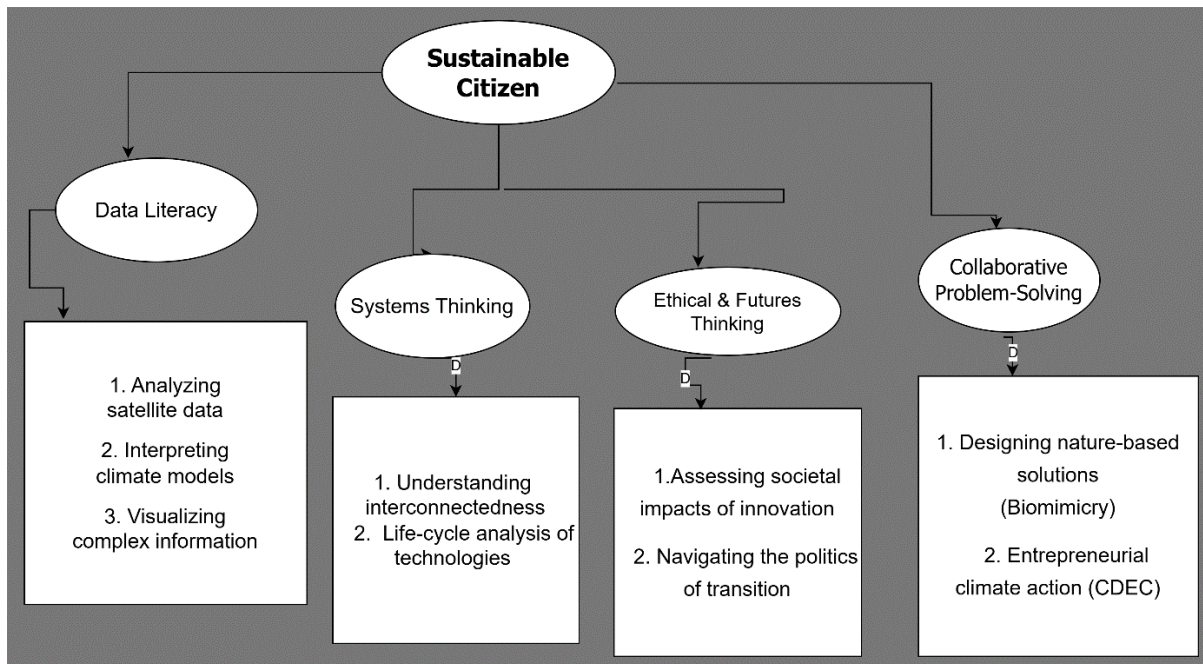 Sustainable
Citizen
Data Literacy
1. Analyzing
satellite data
2. Interpreting
climate models
3. Visualizing
complex information
Systems Thinking
D
1. Understanding
interconnectedness
2. Life-cycle analysis of
technologies
Ethical & Futures
Thinking
D
1.Assessing societal
impacts of innovation
2. Navigating the politics
of transition
Collaborative
Problem-Solving
D
1. Designing nature-based
solutions
(Biomimicry)
2. Entrepreneurial
climate action (CDEC)